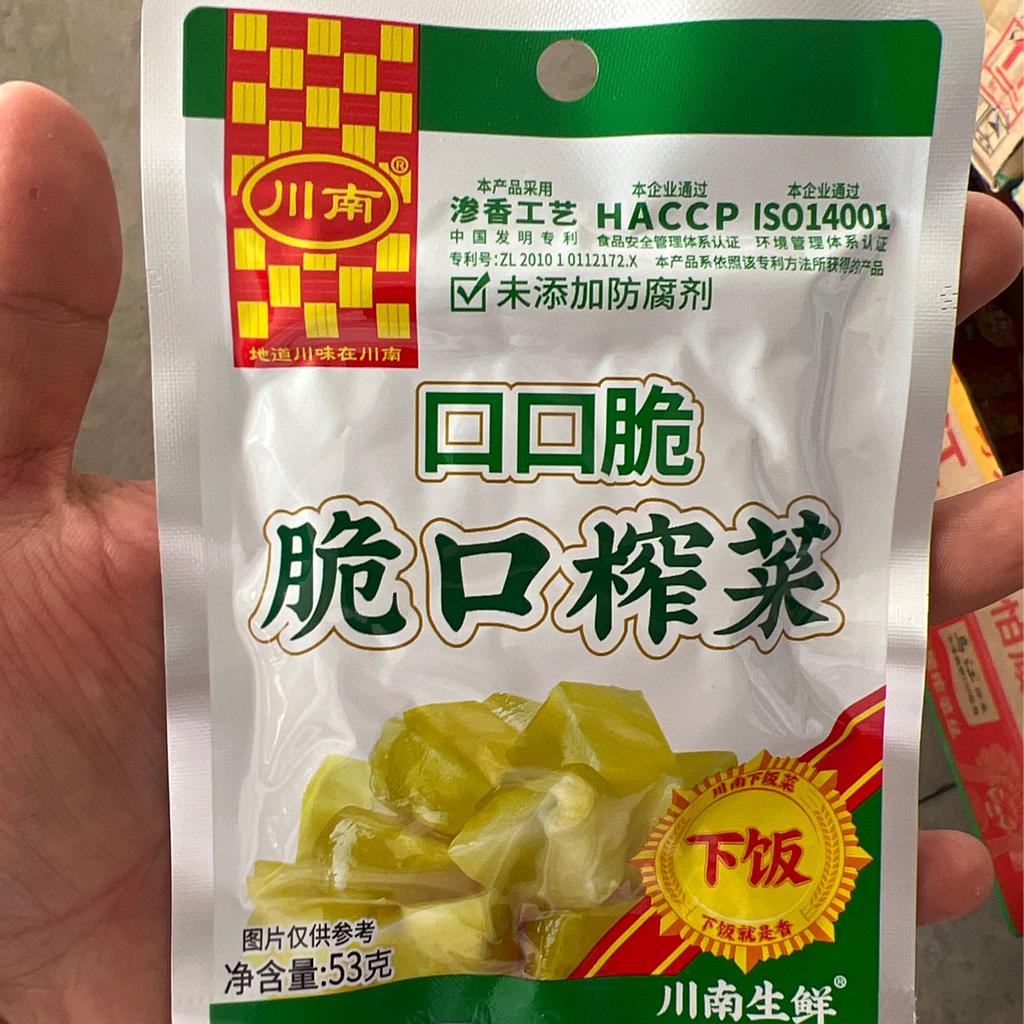 川南®
地道川味在川南
本产品采用 本企业通过 本企业通过
渗香工艺 HACCP ISO14001
中国发明专利 食品安全管理体系认证 环境管理体系认证
专利号:ZL 2010 1 0112172.X 本产品系依照该专利方法所获得的产品
☑未添加防腐剂
口口脆
脆口榨菜
川南下饭菜
下饭
下饭就是香
图片仅供参考
净含量:53克
川南生鲜®